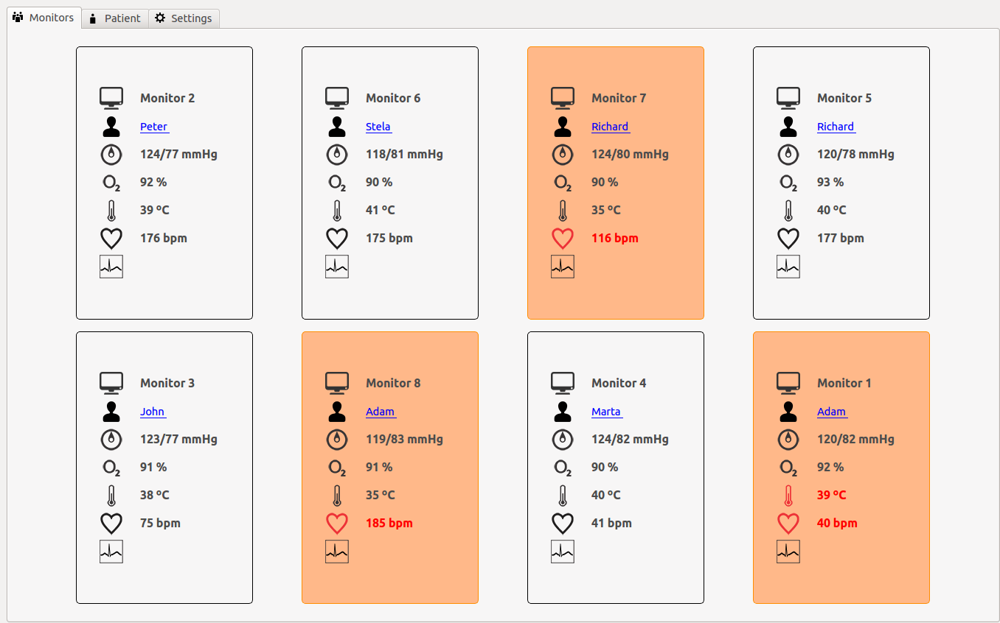 Monitors
Patient
Settings
Monitor 2
Peter
124/77 mmHg
O2
92 %
39 ºC
176 bpm
Monitor 6
Stela
118/81 mmHg
O2
90 %
41 ºC
175 bpm
Monitor 7
Richard
124/80 mmHg
O2
90 %
35 ºC
116 bpm
Monitor 5
Richard
120/78 mmHg
O2
93 %
40 ºC
177 bpm
Monitor 3
John
123/77 mmHg
O2
91 %
38 ºC
75 bpm
Monitor 8
Adam
119/83 mmHg
O2
91 %
35 ºC
185 bpm
Monitor 4
Marta
124/82 mmHg
O2
90 %
40 ºC
41 bpm
Monitor 1
Adam
120/82 mmHg
O2
92 %
39 ºC
40 bpm